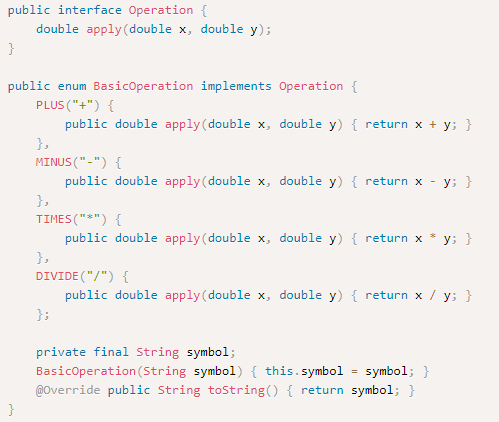 public interface Operation {
    double apply(double x, double y);
}

public enum BasicOperation implements Operation {
    PLUS("+") {
        public double apply(double x, double y) { return x + y; }
    },
    MINUS("-") {
        public double apply(double x, double y) { return x - y; }
    },
    TIMES("*") {
        public double apply(double x, double y) { return x * y; }
    },
    DIVIDE("/") {
        public double apply(double x, double y) { return x / y; }
    };

    private final String symbol;
    BasicOperation(String symbol) { this.symbol = symbol; }
    @Override public String toString() { return symbol; }
}